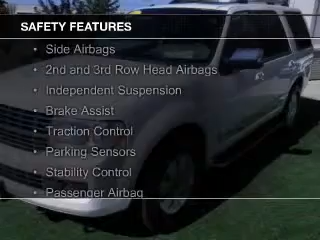 SAFETY FEATURES
• Side Airbags
• 2nd and 3rd Row Head Airbags
• Independent Suspension
• Brake Assist
• Traction Control
• Parking Sensors
• Stability Control
• Passenger Airbag